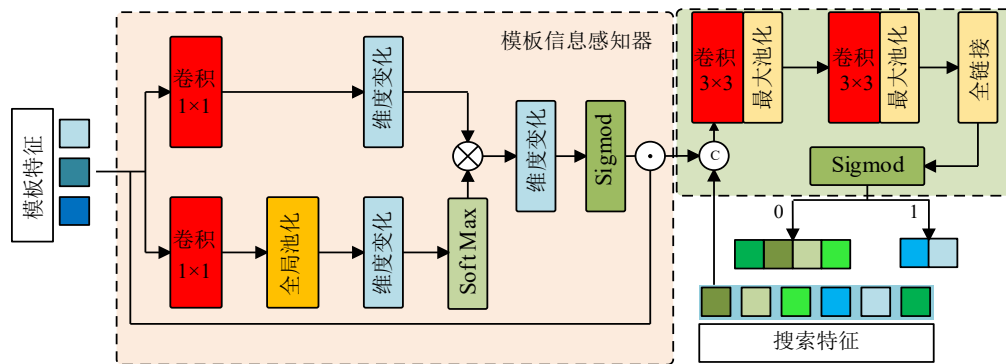 模板信息感知器
模板特征
卷积
1×1
维度变化
卷积
1×1
全局池化
维度变化
SoftMax
维度变化
Sigmod
C
卷积
3×3
最大池化
卷积
3×3
最大池化
全链接
Sigmod
0
1
搜索特征